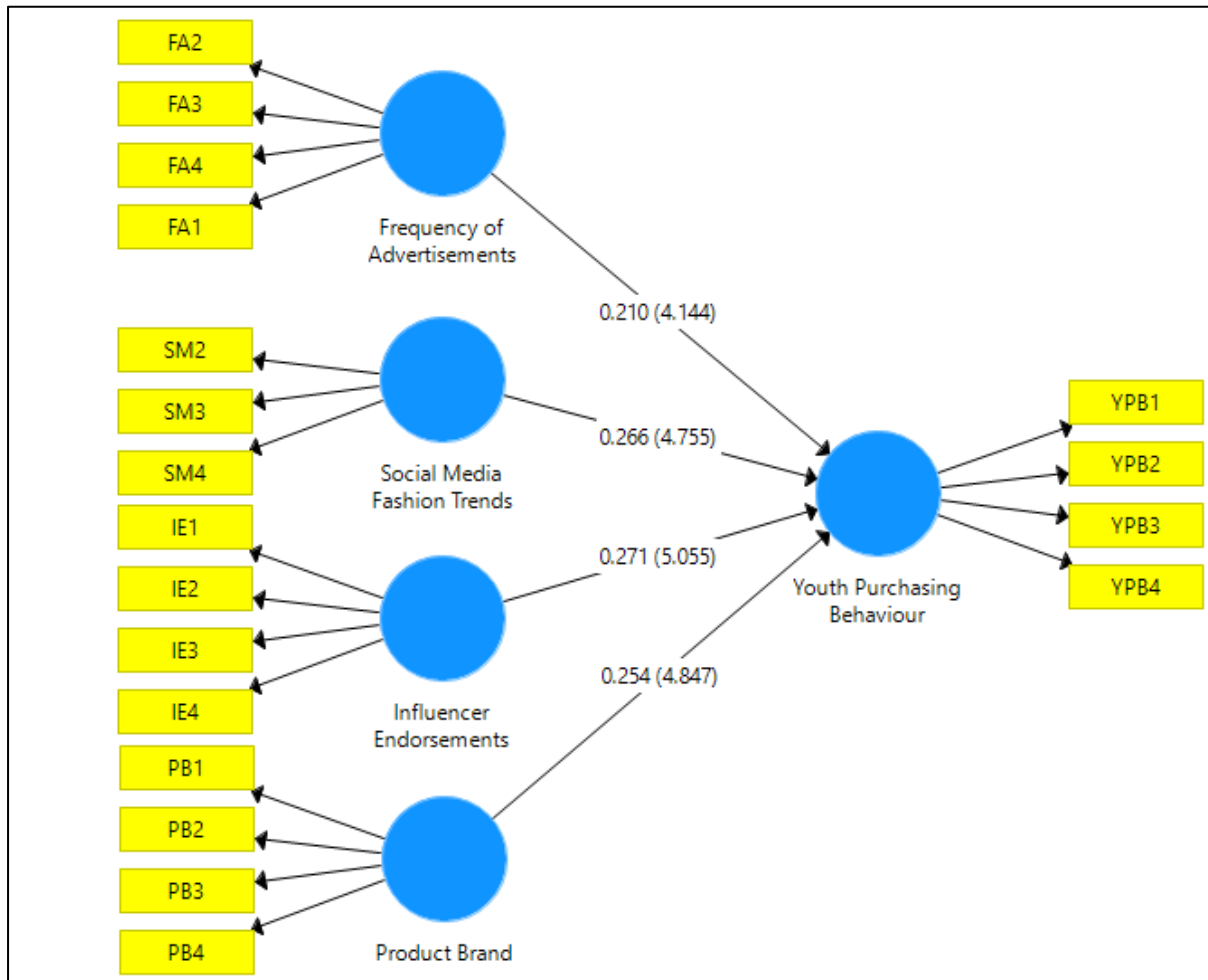 FA2
FA3
FA4
FA1
Frequency of
Advertisements
0.210 (4.144)
SM2
SM3
SM4
Social Media
Fashion Trends
0.266 (4.755)
IE1
IE2
IE3
IE4
Influencer
Endorsements
0.271 (5.055)
PB1
PB2
PB3
PB4
Product Brand
0.254 (4.847)
YPB1
YPB2
YPB3
YPB4
Youth Purchasing
Behaviour